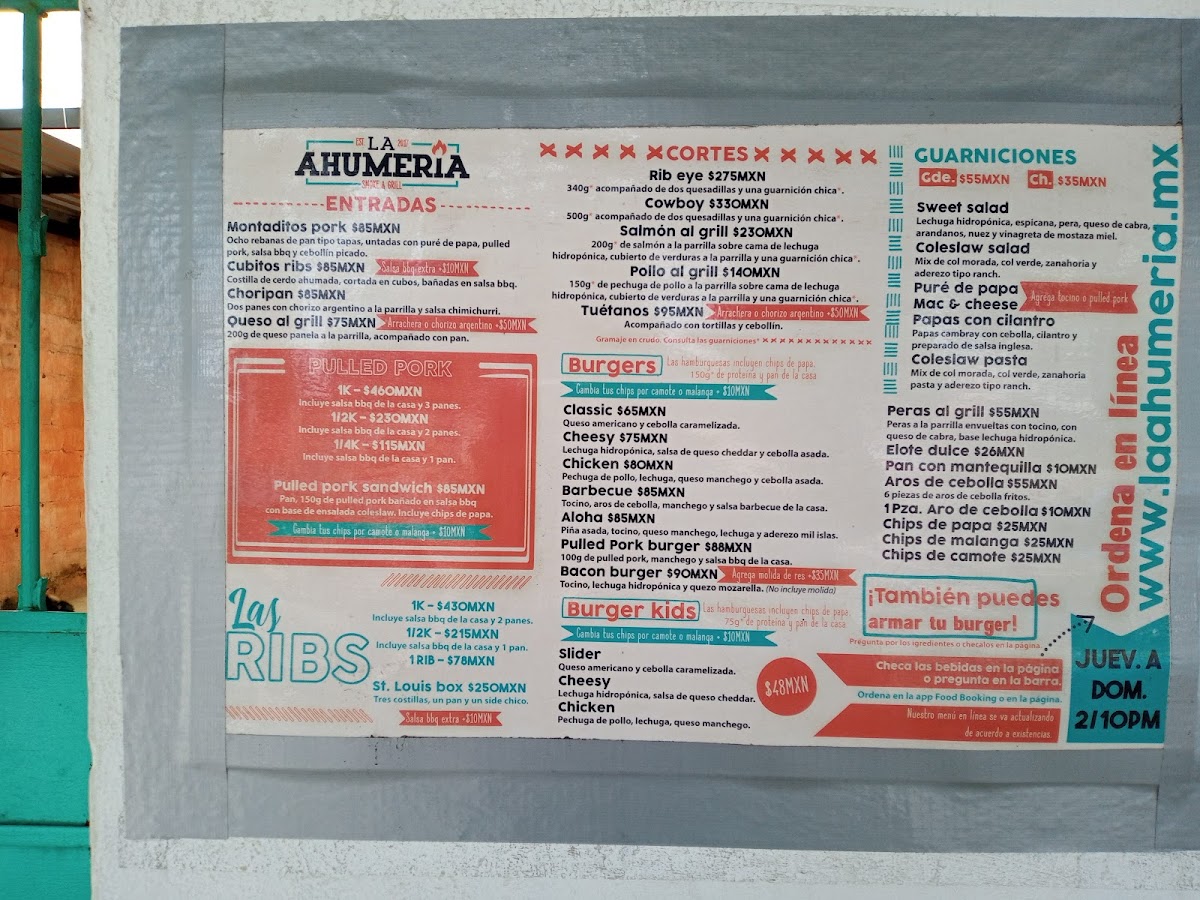 EST. 2017
LA
AHUMERÍA
SMOKE & GRILL
ENTRADAS
Montaditos pork $85MXN
Ocho rebanas de pan tipo tapas, untadas con puré de papa, pulled
pork, salsa bbq y cebollín picado.
Cubitos ribs $85MXN Salsa bbq extra +$10MXN
Costilla de cerdo ahumada, cortada en cubos, bañadas en salsa bbq.
Choripan $85MXN
Dos panes con chorizo argentino a la parrilla y salsa chimichurri.
Queso al grill $75MXN Arrachera o chorizo argentino +$50MXN
200g de queso panela a la parrilla, acompañado con pan.
PULLED PORK
1K - $460MXN
Incluye salsa bbq de la casa y 3 panes.
1/2K - $230MXN
Incluye salsa bbq de la casa y 2 panes.
1/4K - $115MXN
Incluye salsa bbq de la casa y 1 pan.
Pulled pork sandwich $85MXN
Pan, 150g de pulled pork bañado en salsa bbq
con base de ensalada coleslaw. Incluye chips de papa.
Cambia tus chips por camote o malanga + $10MXN
Las
RIBS
1K - $430MXN
Incluye salsa bbq de la casa y 2 panes.
1/2K - $215MXN
Incluye salsa bbq de la casa y 1 pan.
1 RIB - $78MXN
St. Louis box $250MXN
Tres costillas, un pan y un side chico.
Salsa bbq extra +$10MXN
CORTES
Rib eye $275MXN
340g* acompañado de dos quesadillas y una guarnición chica*.
Cowboy $330MXN
500g* acompañado de dos quesadillas y una guarnición chica*.
Salmón al grill $230MXN
200g* de salmón a la parrilla sobre cama de lechuga
hidropónica, cubierto de verduras a la parrilla y una guarnición chica*.
Pollo al grill $140MXN
150g* de pechuga de pollo a la parrilla sobre cama de lechuga
hidropónica, cubierto de verduras a la parrilla y una guarnición chica*.
Tuétanos $95MXN Arrachera o chorizo argentino +$50MXN
Acompañado con tortillas y cebollín.
Gramaje en crudo. Consulta las guarniciones*
Burgers Las hamburguesas incluyen chips de papa.
150g* de proteína y pan de la casa
Cambia tus chips por camote o malanga + $10MXN
Classic $65MXN
Queso americano y cebolla caramelizada.
Cheesy $75MXN
Lechuga hidropónica, salsa de queso cheddar y cebolla asada.
Chicken $80MXN
Pechuga de pollo, lechuga, queso manchego y cebolla asada.
Barbecue $85MXN
Tocino, aros de cebolla, manchego y salsa barbecue de la casa.
Aloha $85MXN
Piña asada, tocino, queso manchego, lechuga y aderezo mil islas.
Pulled Pork burger $88MXN
100g de pulled pork, manchego y salsa bbq de la casa.
Bacon burger $90MXN Agrega molida de res +$35MXN
Tocino, lechuga hidropónica y quezo mozarella. (No incluye molida)
Burger kids Las hamburguesas incluyen chips de papa.
75g* de proteína y pan de la casa
Cambia tus chips por camote o malanga + $10MXN
Slider
Queso americano y cebolla caramelizada.
Cheesy
Lechuga hidropónica, salsa de queso cheddar.
Chicken
Pechuga de pollo, lechuga, queso manchego.
$48MXN
GUARNICIONES
Gde. $55MXN Ch. $35MXN
Sweet salad
Lechuga hidropónica, espicana, pera, queso de cabra,
arandanos, nuez y vinagreta de mostaza miel.
Coleslaw salad
Mix de col morada, col verde, zanahoria y
aderezo tipo ranch.
Puré de papa
Mac & cheese Agrega tocino o pulled pork
Papas con cilantro
Papas cambray con cebolla, cilantro y
preparado de salsa inglesa.
Coleslaw pasta
Mix de col morada, col verde, zanahoria
pasta y aderezo tipo ranch.
Peras al grill $55MXN
Peras a la parrilla envueltas con tocino, con
queso de cabra, base lechuga hidropónica.
Elote dulce $26MXN
Pan con mantequilla $10MXN
Aros de cebolla $55MXN
6 piezas de aros de cebolla fritos.
1 Pza. Aro de cebolla $10MXN
Chips de papa $25MXN
Chips de malanga $25MXN
Chips de camote $25MXN
¡También puedes
armar tu burger!
Pregunta por los igredientes o checalos en la página.
Checa las bebidas en la página
o pregunta en la barra.
Ordena en la app Food Booking o en la página.
Nuestro menú en línea se va actualizando
de acuerdo a existencias.
Ordena en línea
www.laahumeria.mx
JUEV. A
DOM.
2/10PM